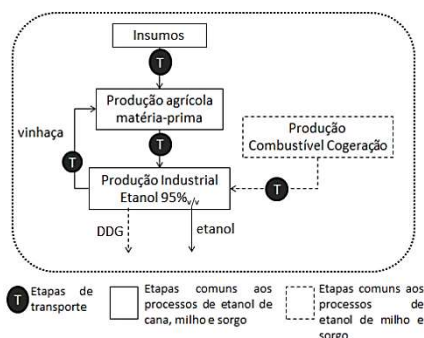 Insumos
T
Produção agrícola
matéria-prima
vinhaça
T
T
Produção
Combustível Cogeração
Produção Industrial
Etanol 95%v/v
T
DDG
etanol
T
Etapas de
transporte
Etapas comuns aos
processos de etanol de
cana, milho e sorgo
Etapas comuns aos
processos de
etanol de milho e
sorgo